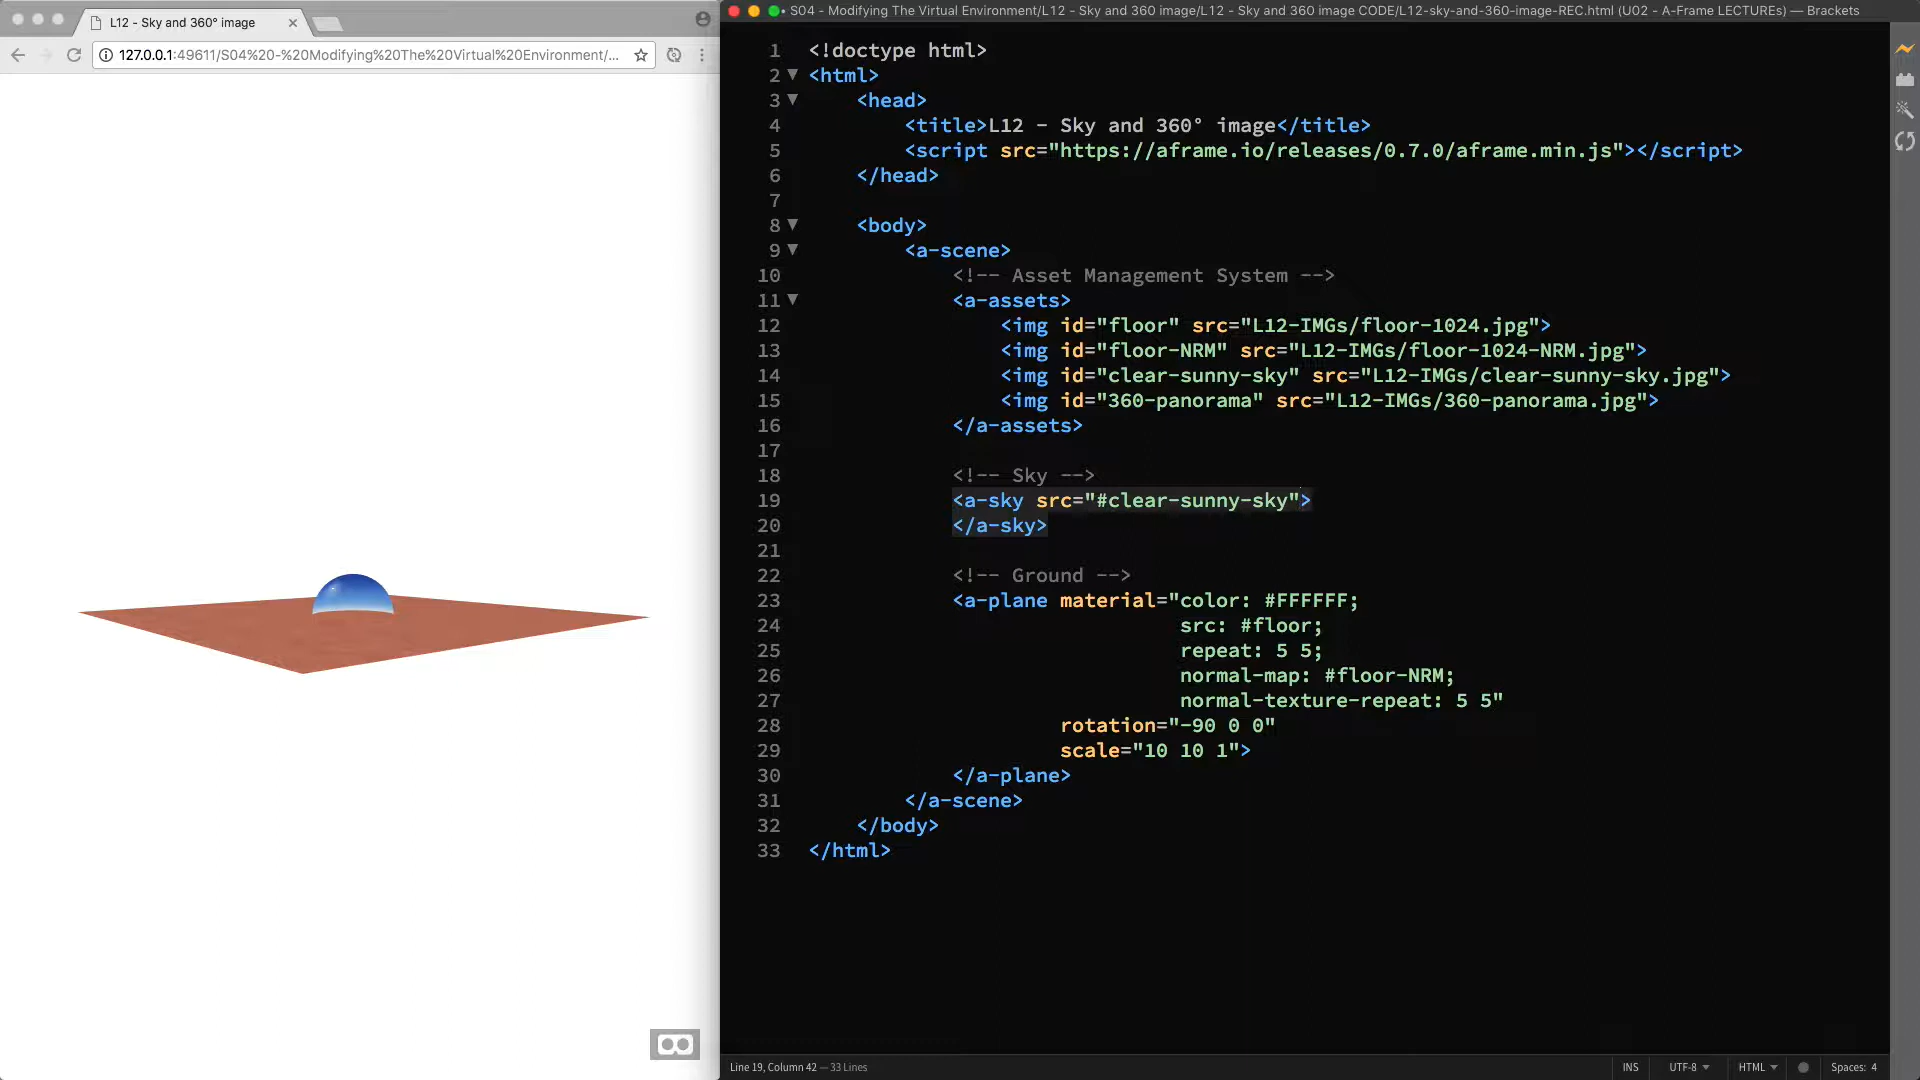 L12 - Sky and 360° image
127.0.0.1:49611/S04%20-%20Modifying%20The%20Virtual%20Environment/...
S04 - Modifying The Virtual Environment/L12 - Sky and 360 image/L12 - Sky and 360 image CODE/L12-sky-and-360-image-REC.html (U02 - A-Frame LECTUREs) — Brackets
1 <!doctype html>
2 <html>
3 <head>
4 <title>L12 - Sky and 360° image</title>
5 <script src="https://aframe.io/releases/0.7.0/aframe.min.js"></script>
6 </head>
7
8 <body>
9 <a-scene>
10 <!-- Asset Management System -->
11 <a-assets>
12 <img id="floor" src="L12-IMGs/floor-1024.jpg">
13 <img id="floor-NRM" src="L12-IMGs/floor-1024-NRM.jpg">
14 <img id="clear-sunny-sky" src="L12-IMGs/clear-sunny-sky.jpg">
15 <img id="360-panorama" src="L12-IMGs/360-panorama.jpg">
16 </a-assets>
17
18 <!-- Sky -->
19 <a-sky src="#clear-sunny-sky">
20 </a-sky>
21
22 <!-- Ground -->
23 <a-plane material="color: #FFFFFF;
24 src: #floor;
25 repeat: 5 5;
26 normal-map: #floor-NRM;
27 normal-texture-repeat: 5 5"
28 rotation="-90 0 0"
29 scale="10 10 1">
30 </a-plane>
31 </a-scene>
32 </body>
33 </html>
Line 19, Column 42 — 33 Lines
INS UTF-8 HTML Spaces: 4